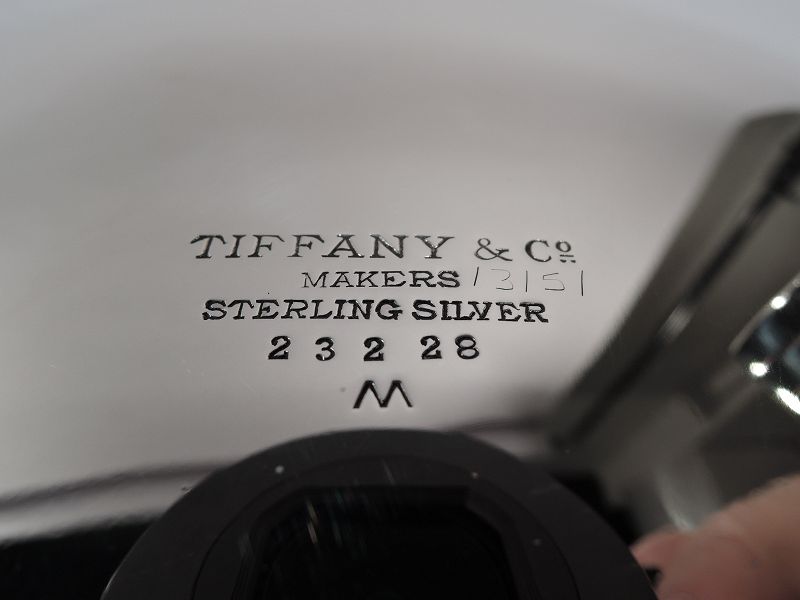 TIFFANY & Cº
MAKERS 13151
STERLING SILVER
23228
M